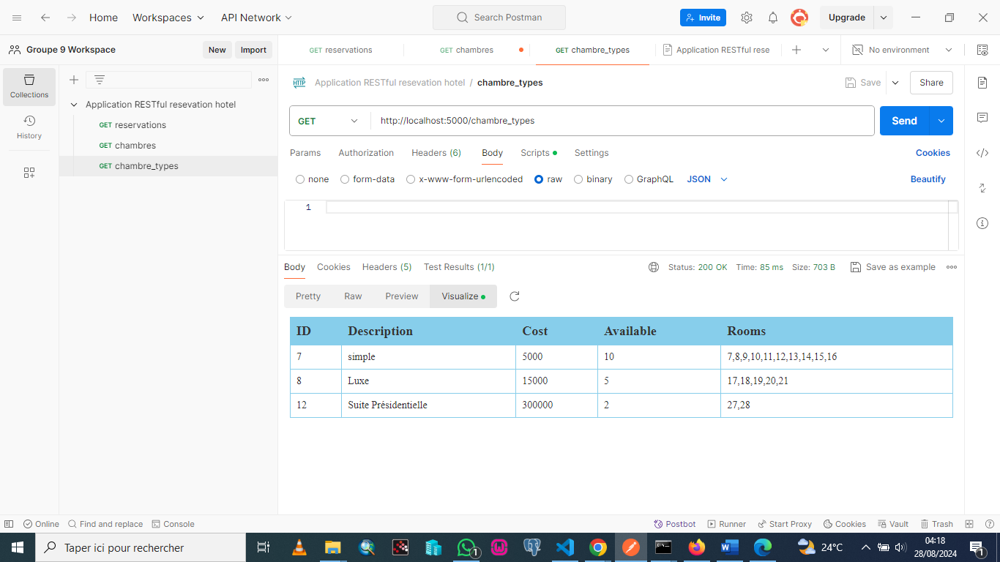 Home Workspaces API Network Search Postman Invite Upgrade
Groupe 9 Workspace New Import GET reservations GET chambres GET chambre_types Application RESTful rese No environment
Collections
History
Application RESTful resevation hotel
GET reservations
GET chambres
GET chambre_types
HTTP Application RESTful resevation hotel / chambre_types Save Share
GET http://localhost:5000/chambre_types Send
Params Authorization Headers (6) Body Scripts Settings Cookies
none form-data x-www-form-urlencoded raw binary GraphQL JSON Beautify
1
Body Cookies Headers (5) Test Results (1/1) Status: 200 OK Time: 85 ms Size: 703 B Save as example
Pretty Raw Preview Visualize
ID Description Cost Available Rooms
7 simple 5000 10 7,8,9,10,11,12,13,14,15,16
8 Luxe 15000 5 17,18,19,20,21
12 Suite Présidentielle 300000 2 27,28
Online Find and replace Console Postbot Runner Start Proxy Cookies Vault Trash
Taper ici pour rechercher 1 24°C 04:18
28/08/2024 1